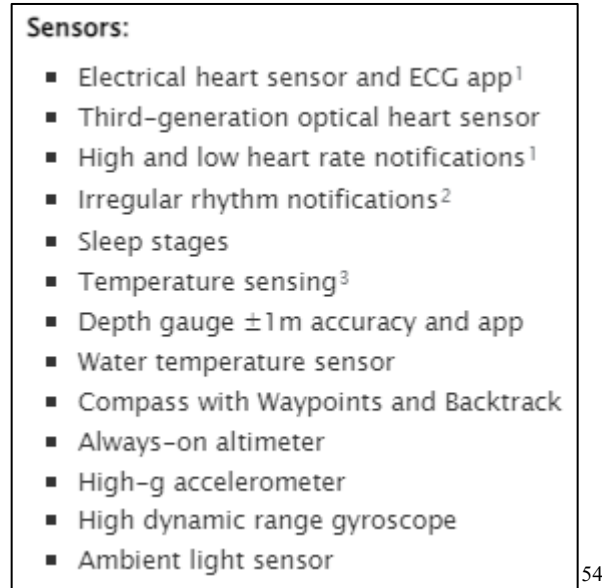 Sensors:
▪ Electrical heart sensor and ECG app¹
▪ Third-generation optical heart sensor
▪ High and low heart rate notifications¹
▪ Irregular rhythm notifications²
▪ Sleep stages
▪ Temperature sensing³
▪ Depth gauge ±1m accuracy and app
▪ Water temperature sensor
▪ Compass with Waypoints and Backtrack
▪ Always-on altimeter
▪ High-g accelerometer
▪ High dynamic range gyroscope
▪ Ambient light sensor
54